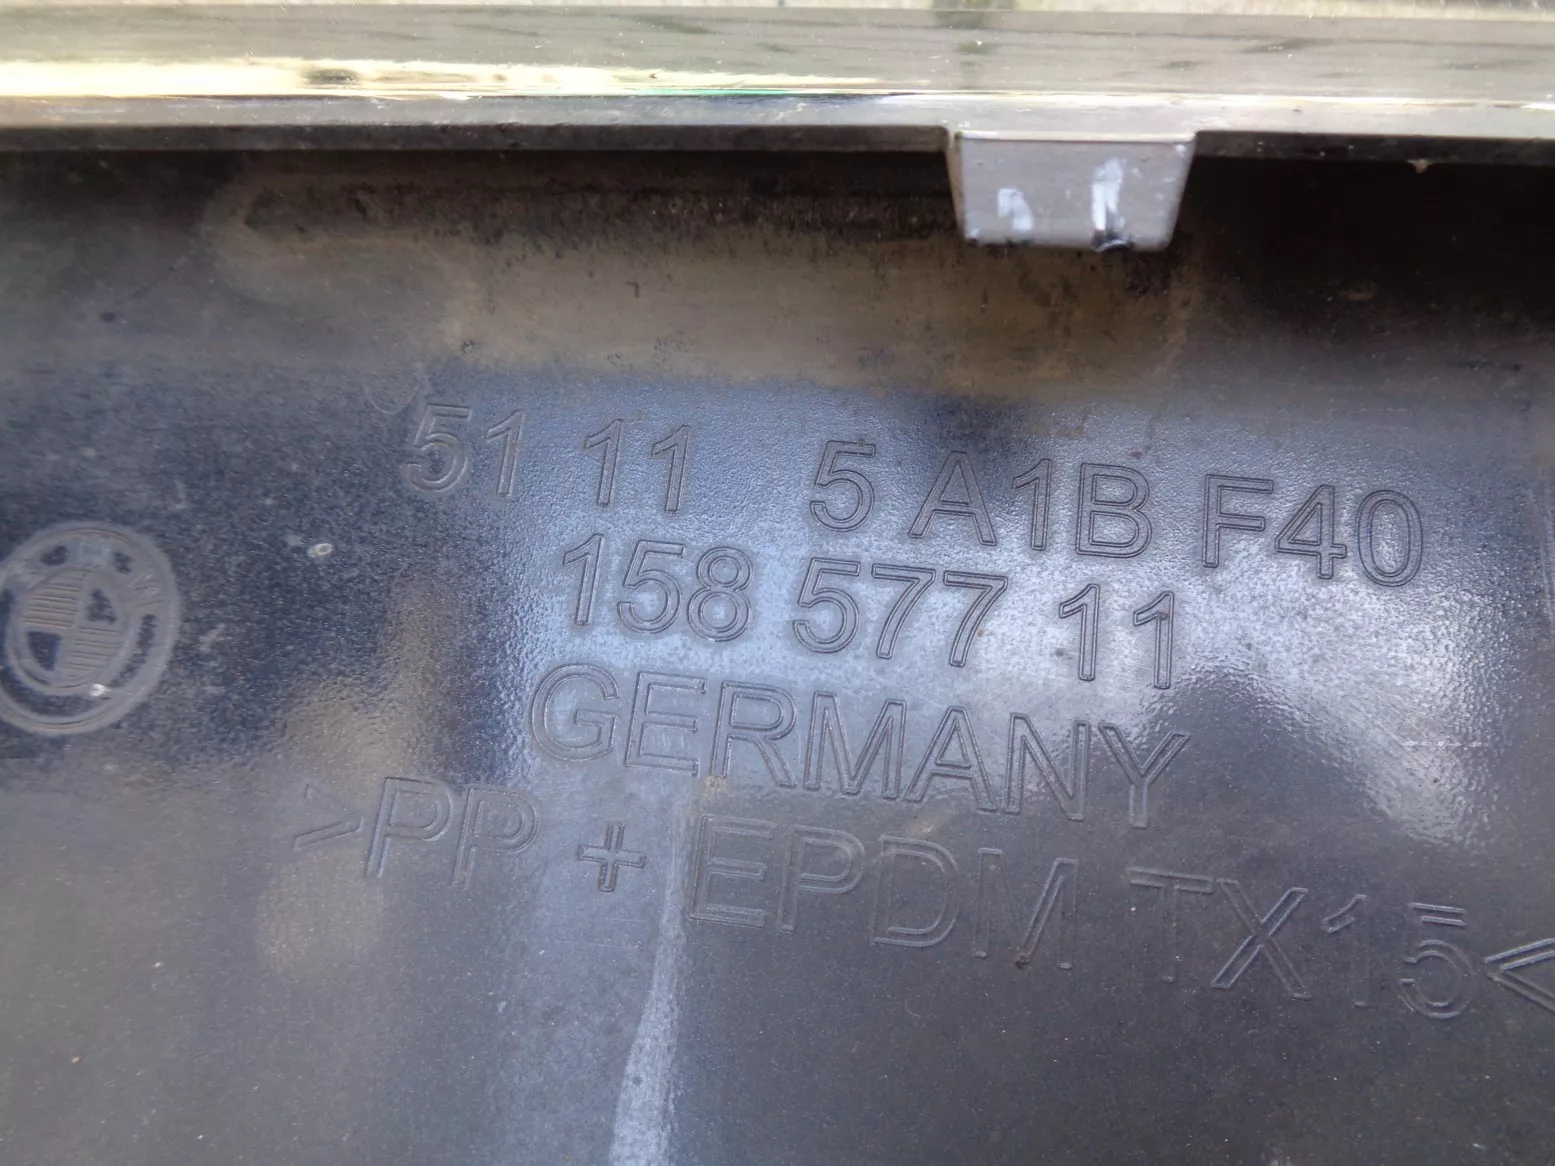 51 11 5 A1B F40
158 577 11
GERMANY
>PP + EPDM TX15<